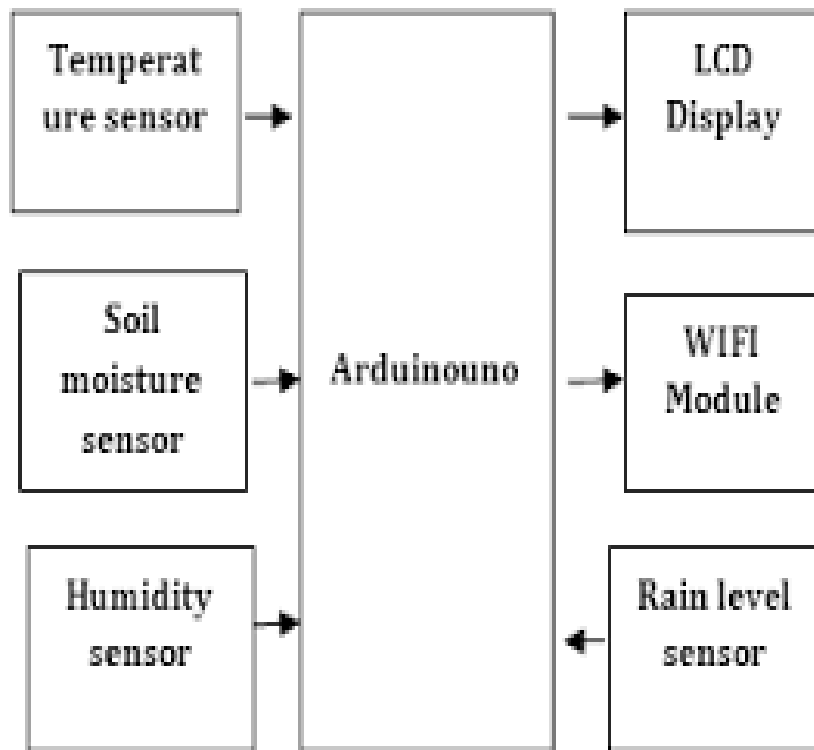 Temperat
ure sensor
Soil
moisture
sensor
Humidity
sensor
Arduinouno
LCD
Display
WIFI
Module
Rain level
sensor